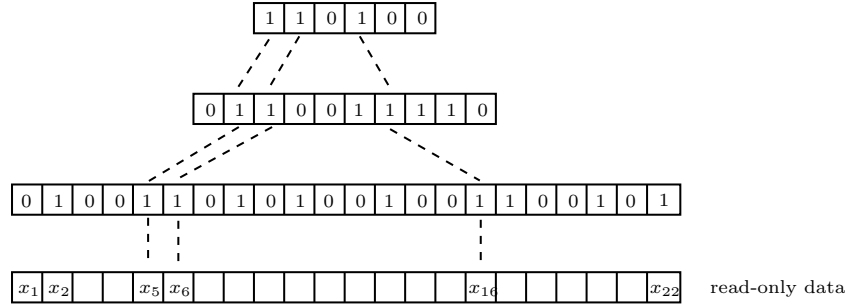 1 1 0 1 0 0
0 1 1 0 0 1 1 1 1 0
0 1 0 0 1 1 0 1 0 1 0 0 1 0 0 1 1 0 0 1 0 1
x₁ x₂ x₅ x₆ x₁₆ x₂₂ read-only data